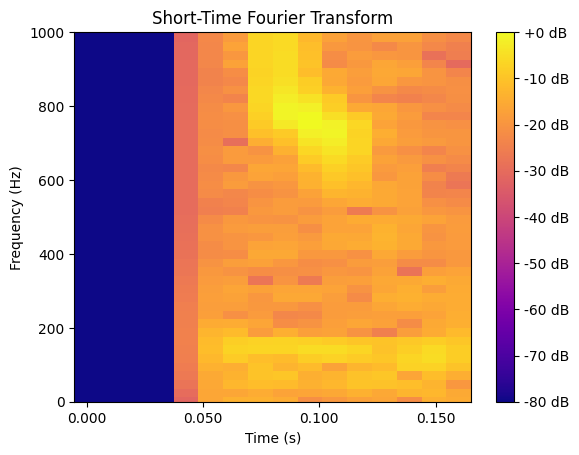 Short-Time Fourier Transform
1000
800
600
400
200
0
Frequency (Hz)
0.000
0.050
0.100
0.150
Time (s)
+0 dB
-10 dB
-20 dB
-30 dB
-40 dB
-50 dB
-60 dB
-70 dB
-80 dB